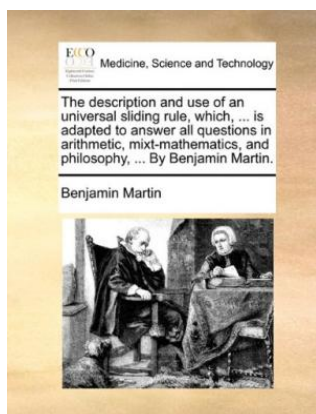 ECCO
Medicine, Science and Technology
The description and use of an
universal sliding rule, which, ... is
adapted to answer all questions in
arithmetic, mixt-mathematics, and
philosophy, ... By Benjamin Martin.
Benjamin Martin